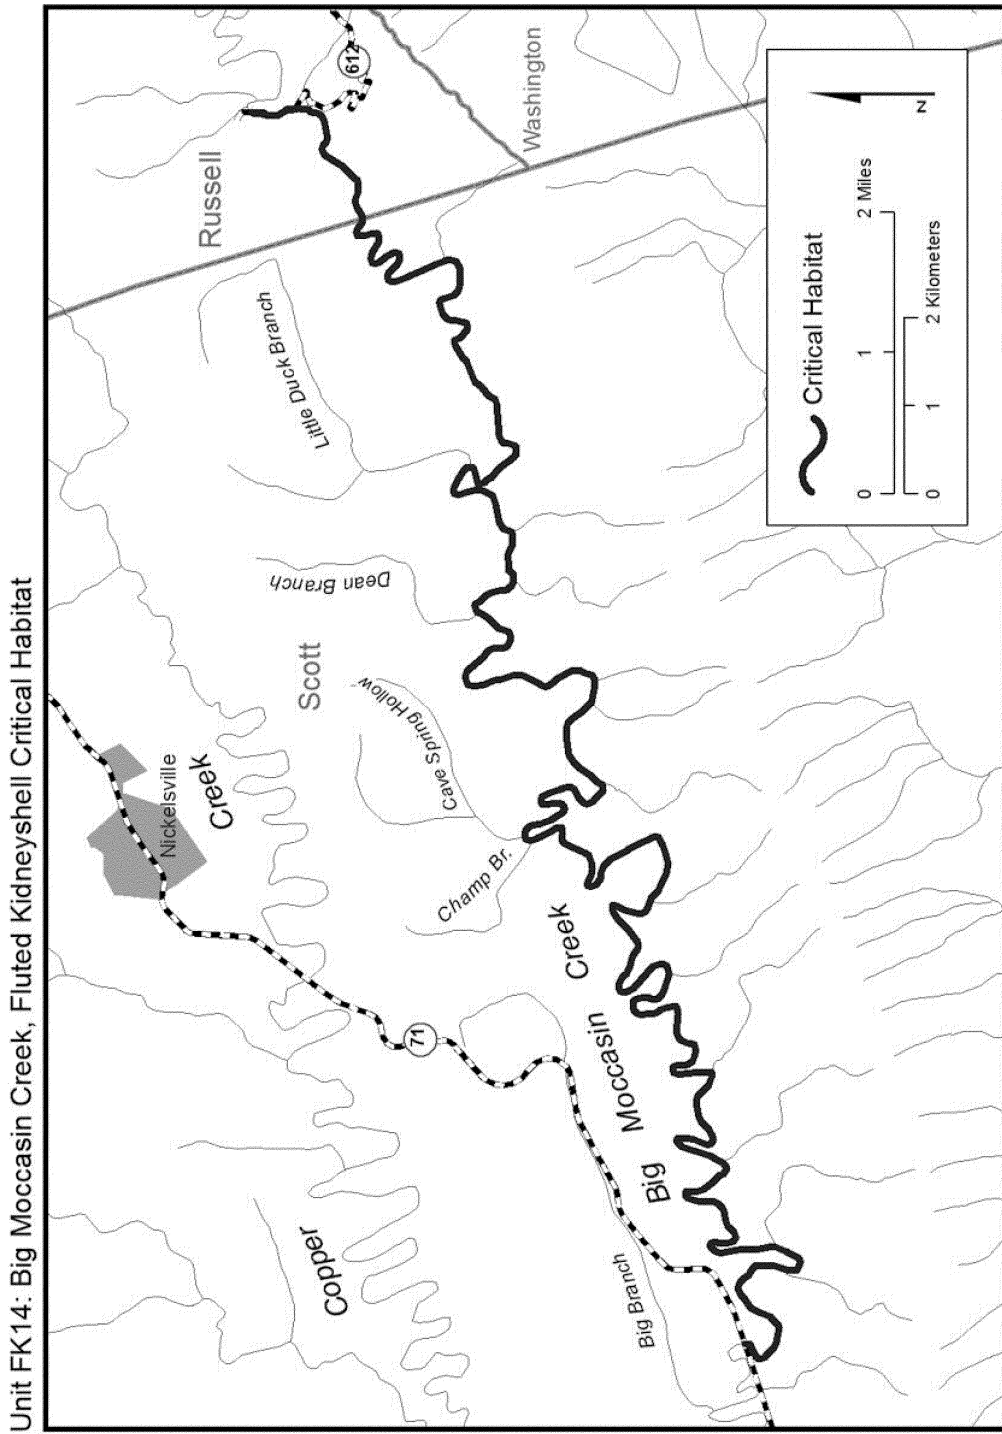 Unit FK14: Big Moccasin Creek, Fluted Kidneyshell Critical Habitat
Nickelsville
Creek
Copper
71
Scott
Russell
612
Washington
Little Duck Branch
Dean Branch
Cave Spring Hollow
Champ Br.
Big Moccasin Creek
Big Branch
Critical Habitat
0 1 2 Miles
0 1 2 Kilometers
N